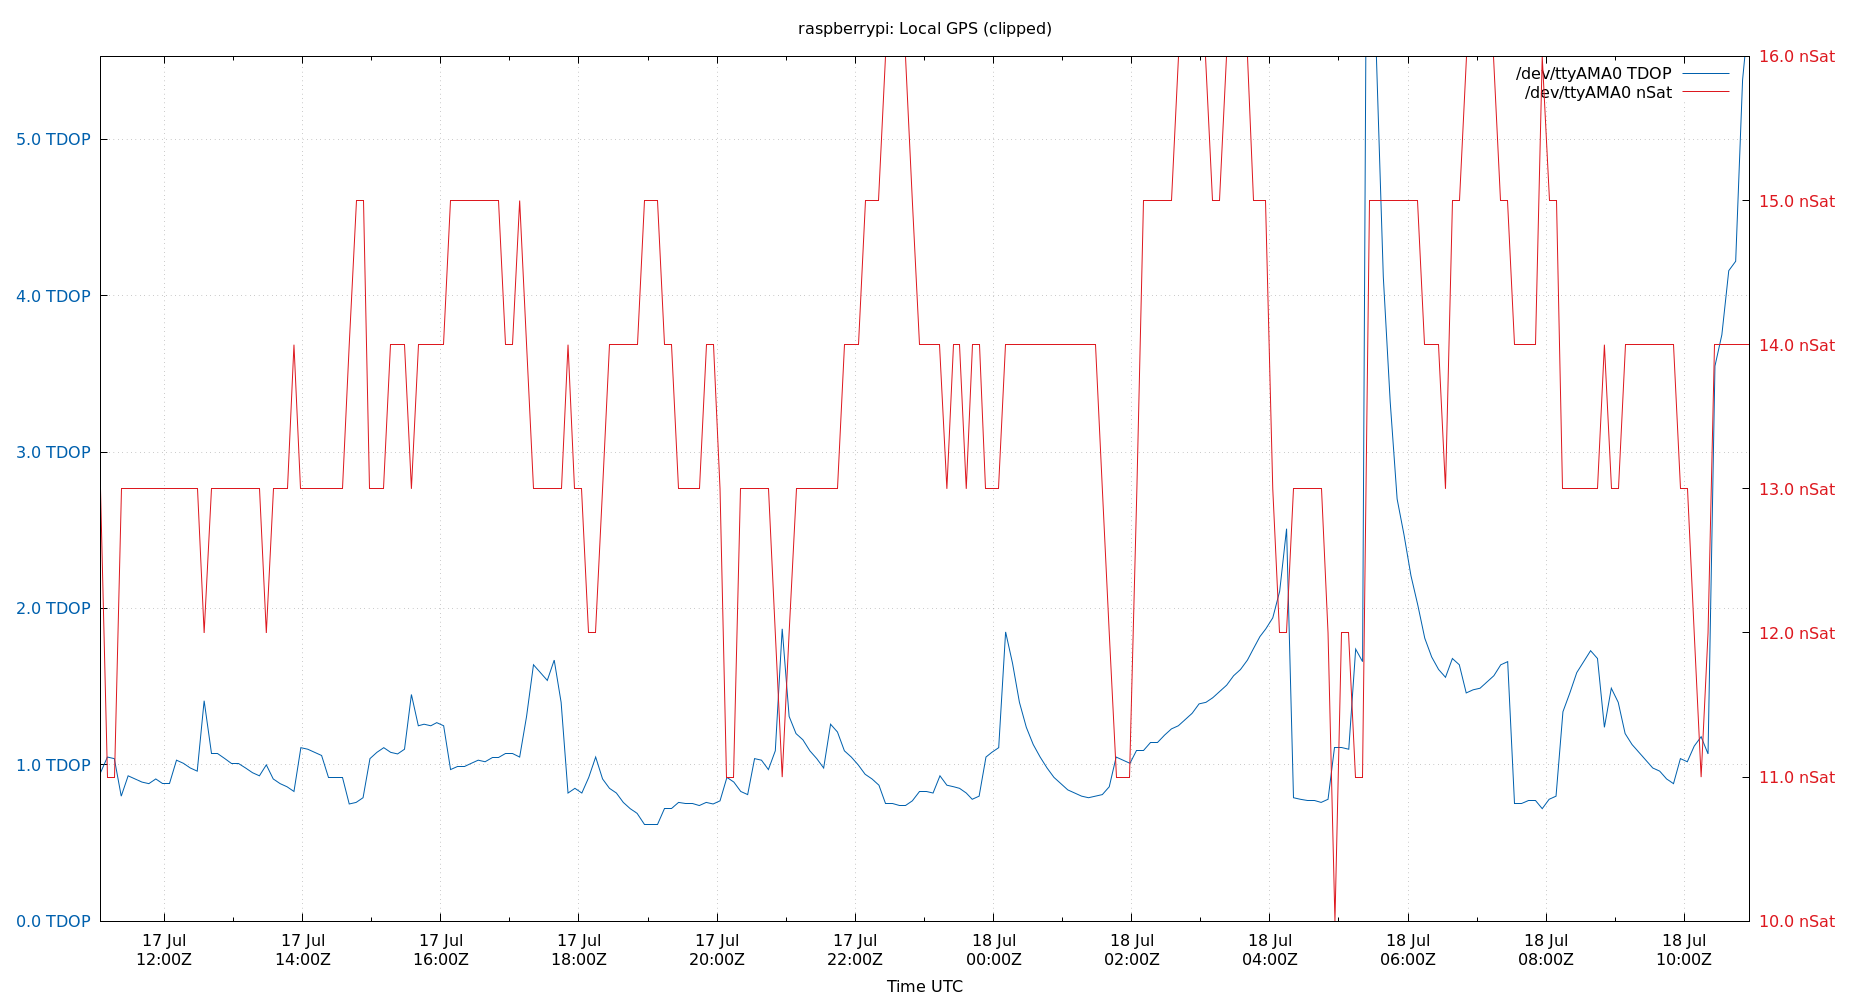 raspberrypi: Local GPS (clipped)
16.0 nSat
/dev/ttyAMA0 TDOP
/dev/ttyAMA0 nSat
5.0 TDOP
15.0 nSat
4.0 TDOP
14.0 nSat
3.0 TDOP
13.0 nSat
2.0 TDOP
12.0 nSat
1.0 TDOP
11.0 nSat
0.0 TDOP
10.0 nSat
17 Jul 17 Jul 17 Jul 17 Jul 17 Jul 17 Jul 18 Jul 18 Jul 18 Jul 18 Jul 18 Jul 18 Jul
12:00Z 14:00Z 16:00Z 18:00Z 20:00Z 22:00Z 00:00Z 02:00Z 04:00Z 06:00Z 08:00Z 10:00Z
Time UTC